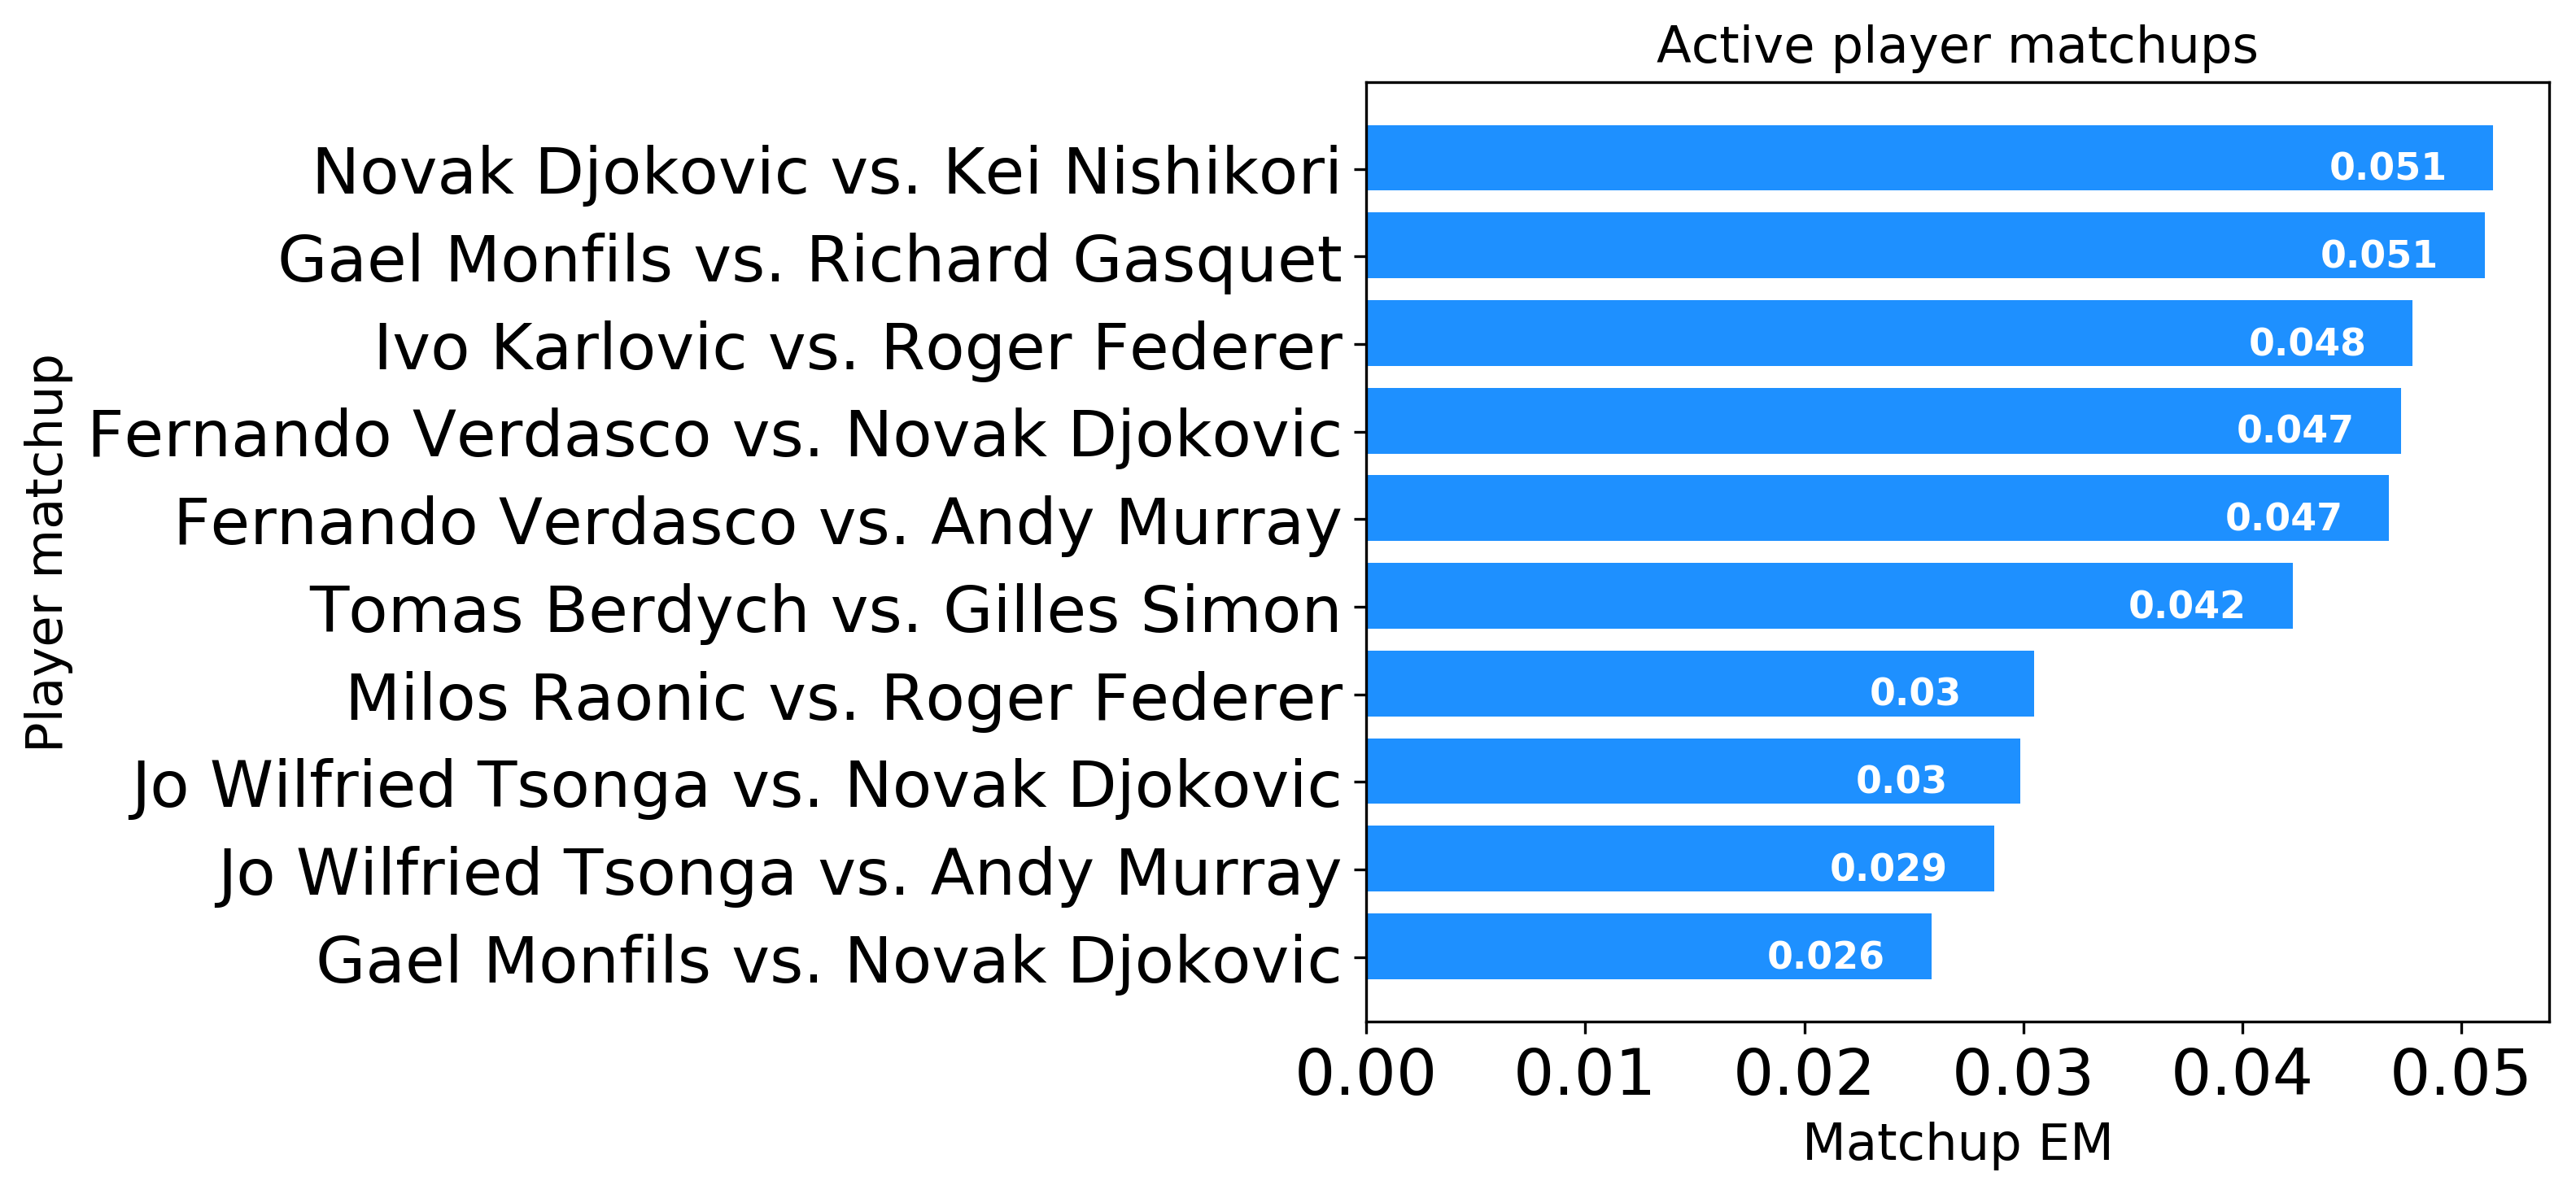 Active player matchups
Player matchup
Novak Djokovic vs. Kei Nishikori 0.051
Gael Monfils vs. Richard Gasquet 0.051
Ivo Karlovic vs. Roger Federer 0.048
Fernando Verdasco vs. Novak Djokovic 0.047
Fernando Verdasco vs. Andy Murray 0.047
Tomas Berdych vs. Gilles Simon 0.042
Milos Raonic vs. Roger Federer 0.03
Jo Wilfried Tsonga vs. Novak Djokovic 0.03
Jo Wilfried Tsonga vs. Andy Murray 0.029
Gael Monfils vs. Novak Djokovic 0.026
0.00 0.01 0.02 0.03 0.04 0.05
Matchup EM